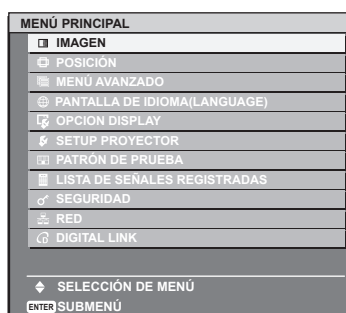 MENÚ PRINCIPAL
IMAGEN
POSICIÓN
MENÚ AVANZADO
PANTALLA DE IDIOMA(LANGUAGE)
OPCION DISPLAY
SETUP PROYECTOR
PATRÓN DE PRUEBA
LISTA DE SEÑALES REGISTRADAS
SEGURIDAD
RED
DIGITAL LINK
SELECCIÓN DE MENÚ
ENTER SUBMENÚ